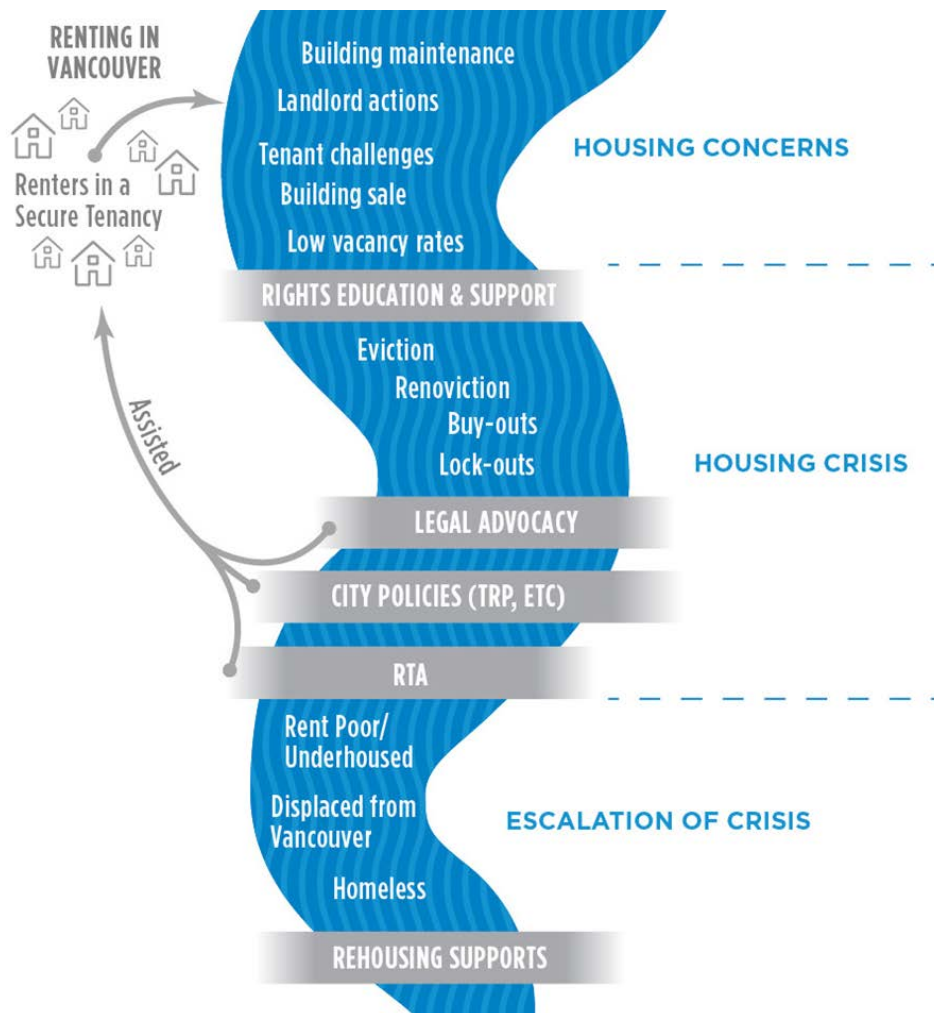 RENTING IN
VANCOUVER
Renters in a
Secure Tenancy
Building maintenance
Landlord actions
Tenant challenges
Building sale
Low vacancy rates
HOUSING CONCERNS
RIGHTS EDUCATION & SUPPORT
Eviction
Renoviction
Buy-outs
Lock-outs
HOUSING CRISIS
Assisted
LEGAL ADVOCACY
CITY POLICIES (TRP, ETC)
RTA
Rent Poor/
Underhoused
Displaced from
Vancouver
Homeless
ESCALATION OF CRISIS
REHOUSING SUPPORTS